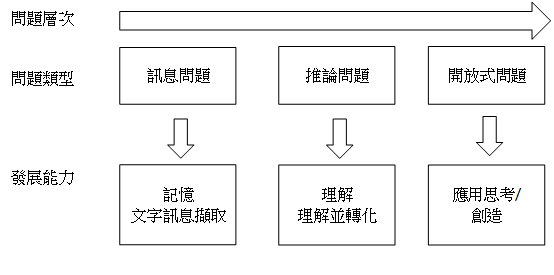 問題層次
問題類型
訊息問題
推論問題
開放式問題
發展能力
記憶
文字訊息擷取
理解
理解並轉化
應用思考/
創造